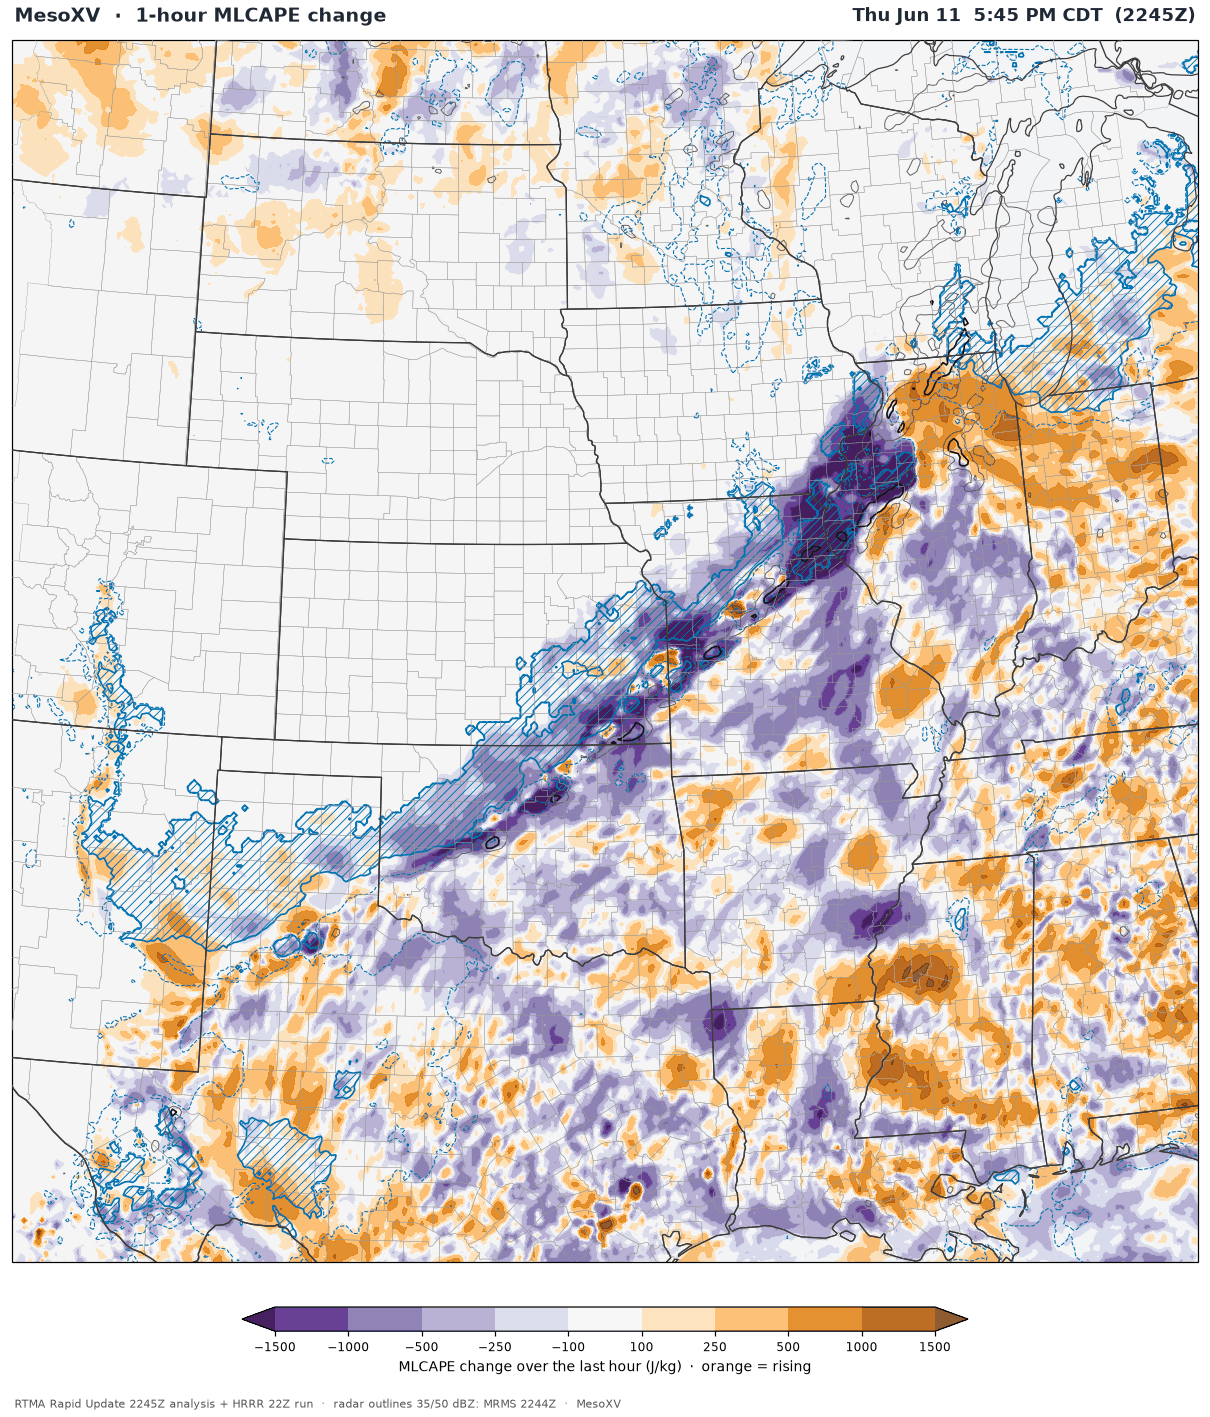 MesoXV · 1-hour MLCAPE change
Thu Jun 11 5:45 PM CDT (2245Z)
−1500 −1000 −500 −250 −100 100 250 500 1000 1500
MLCAPE change over the last hour (J/kg) · orange = rising
RTMA Rapid Update 2245Z analysis + HRRR 22Z run · radar outlines 35/50 dBZ: MRMS 2244Z · MesoXV